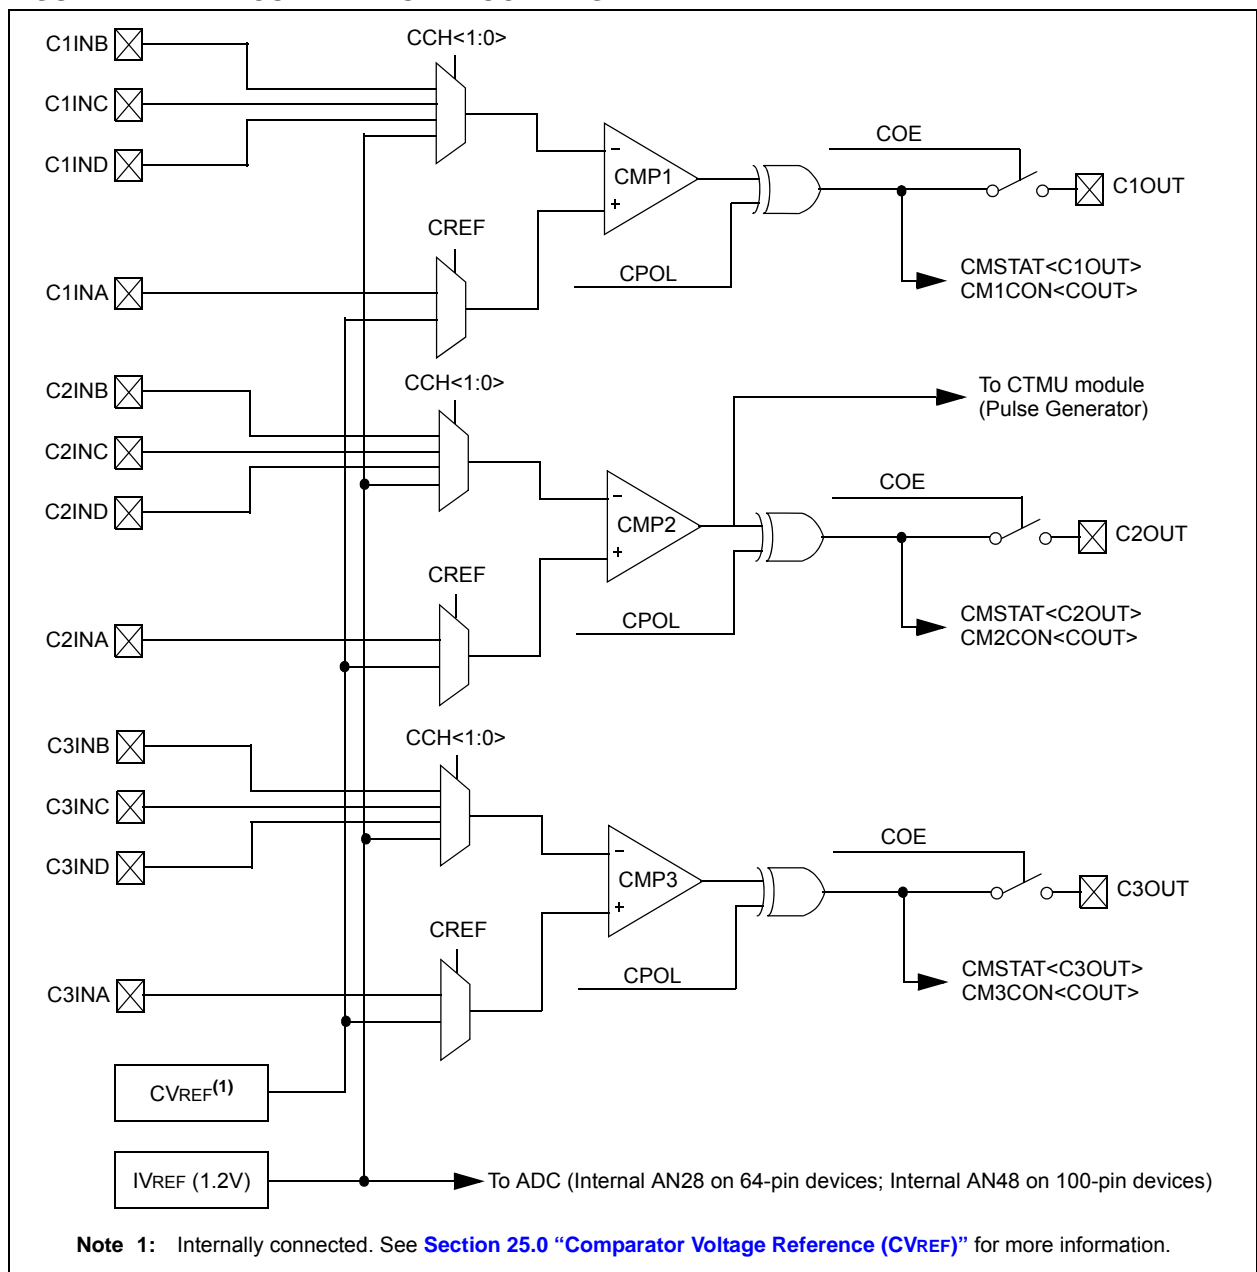 C1INB
CCH<1:0>
C1INC
C1IND
−
CMP1
+
COE
C1OUT
CREF
CPOL
CMSTAT<C1OUT>
CM1CON<COUT>
C1INA
C2INB
CCH<1:0>
To CTMU module
(Pulse Generator)
C2INC
C2IND
−
CMP2
+
COE
C2OUT
CREF
CPOL
CMSTAT<C2OUT>
CM2CON<COUT>
C2INA
C3INB
CCH<1:0>
C3INC
C3IND
−
CMP3
+
COE
C3OUT
CREF
CPOL
CMSTAT<C3OUT>
CM3CON<COUT>
C3INA
CVREF(1)
IVREF (1.2V)
To ADC (Internal AN28 on 64-pin devices; Internal AN48 on 100-pin devices)
Note 1: Internally connected. See Section 25.0 “Comparator Voltage Reference (CVREF)” for more information.